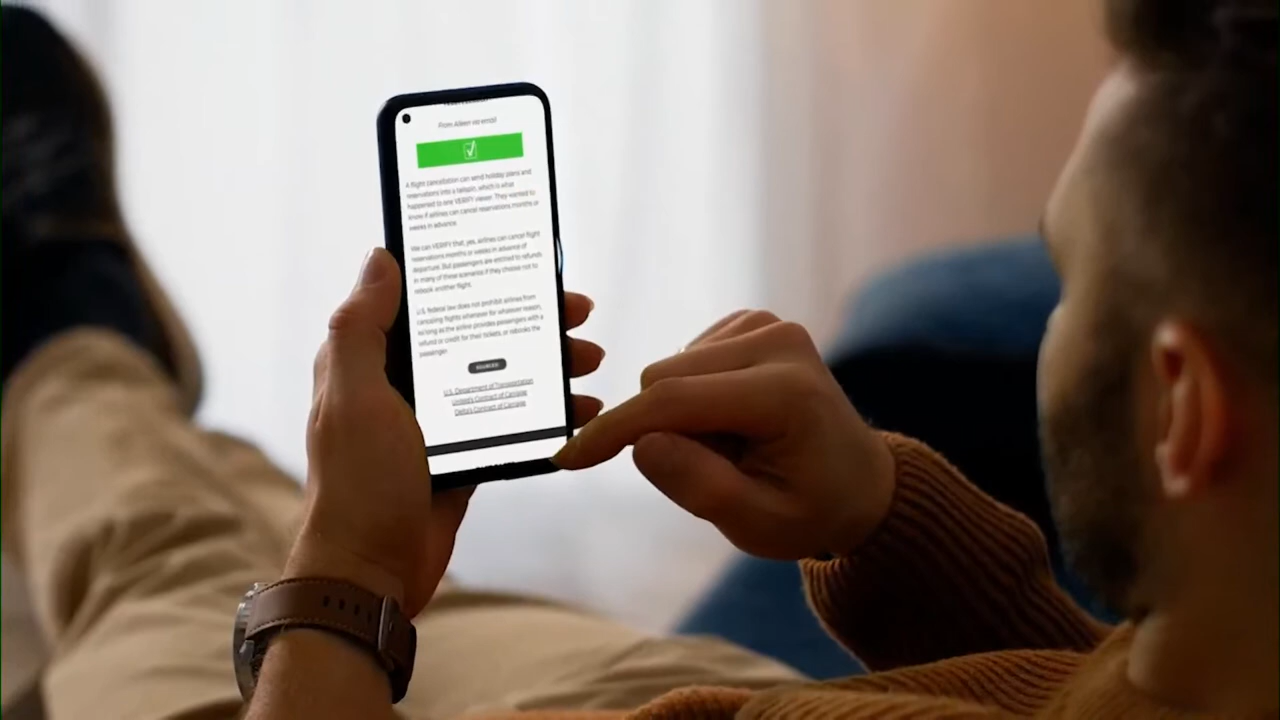 From Aileen via email
A flight cancellation can send holiday plans and
reservations into a tailspin, which is what
happened to one VERIFY viewer. They wanted to
know if airlines can cancel reservations months or
weeks in advance.
We can VERIFY that, yes, airlines can cancel flight
reservations months or weeks in advance of
departure. But passengers are entitled to refunds
in many of these scenarios if they choose not to
rebook another flight.
U.S. federal law does not prohibit airlines from
canceling flights whenever for whatever reason,
as long as the airline provides passengers with a
refund or credit for their tickets, or rebooks the
passenger.
SOURCES
U.S. Department of Transportation
United's Contract of Carriage
Delta's Contract of Carriage